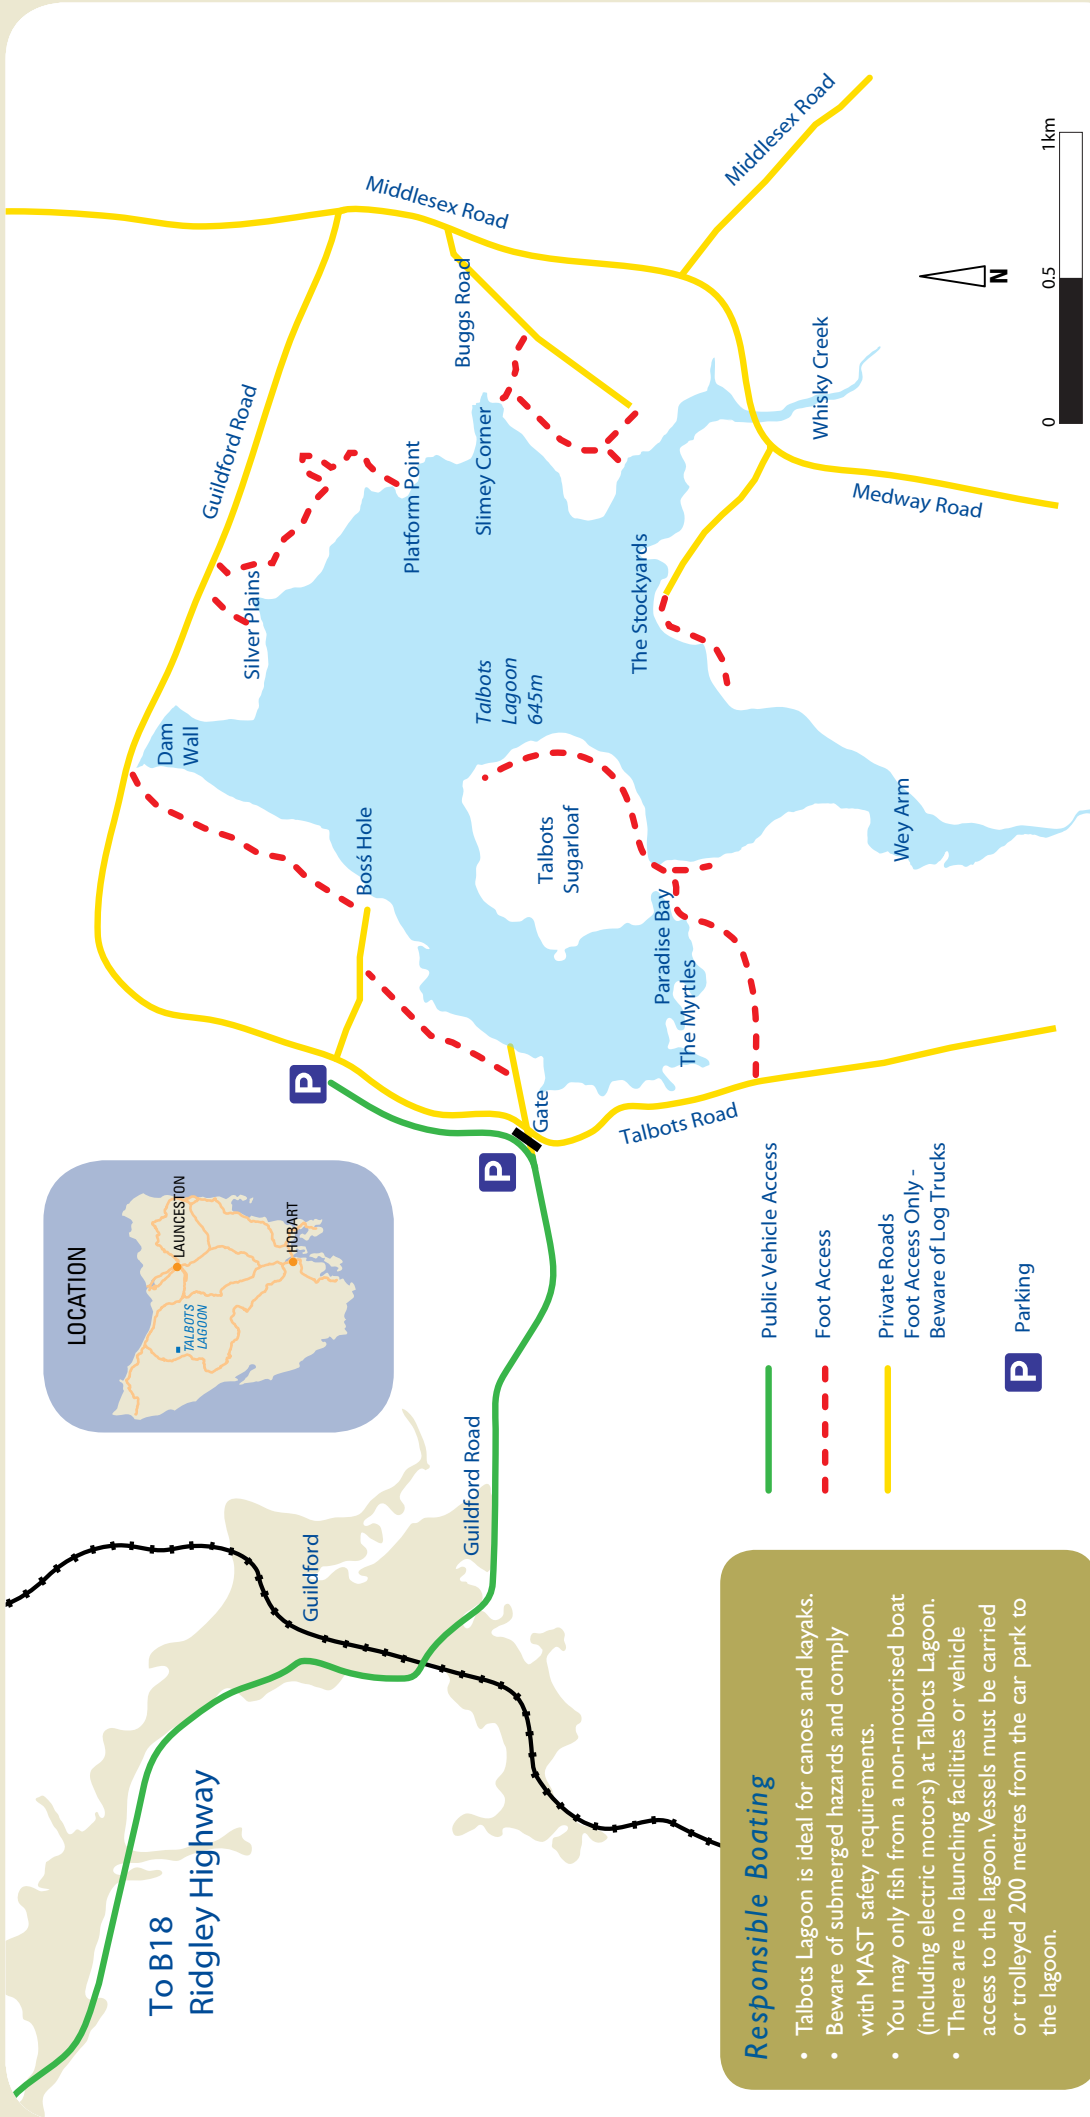 LOCATION
LAUNCESTON
TALBOTS
LAGOON
HOBART
To B18
Ridgley Highway
Guildford
Guildford Road
P
P
Gate
Talbots Road
Guildford Road
Dam
Wall
Silver Plains
Platform Point
Boss Hole
Slimey Corner
Buggs Road
Middlesex Road
Middlesex Road
Talbots
Lagoon
645m
Talbots
Sugarloaf
The Stockyards
Paradise Bay
The Myrtles
Wey Arm
Whisky Creek
Medway Road
N
0
0.5
1km
Public Vehicle Access
Foot Access
Private Roads
Foot Access Only -
Beware of Log Trucks
P
Parking
Responsible Boating
• Talbots Lagoon is ideal for canoes and kayaks.
• Beware of submerged hazards and comply
with MAST safety requirements.
• You may only fish from a non-motorised boat
(including electric motors) at Talbots Lagoon.
• There are no launching facilities or vehicle
access to the lagoon. Vessels must be carried
or trolleyed 200 metres from the car park to
the lagoon.